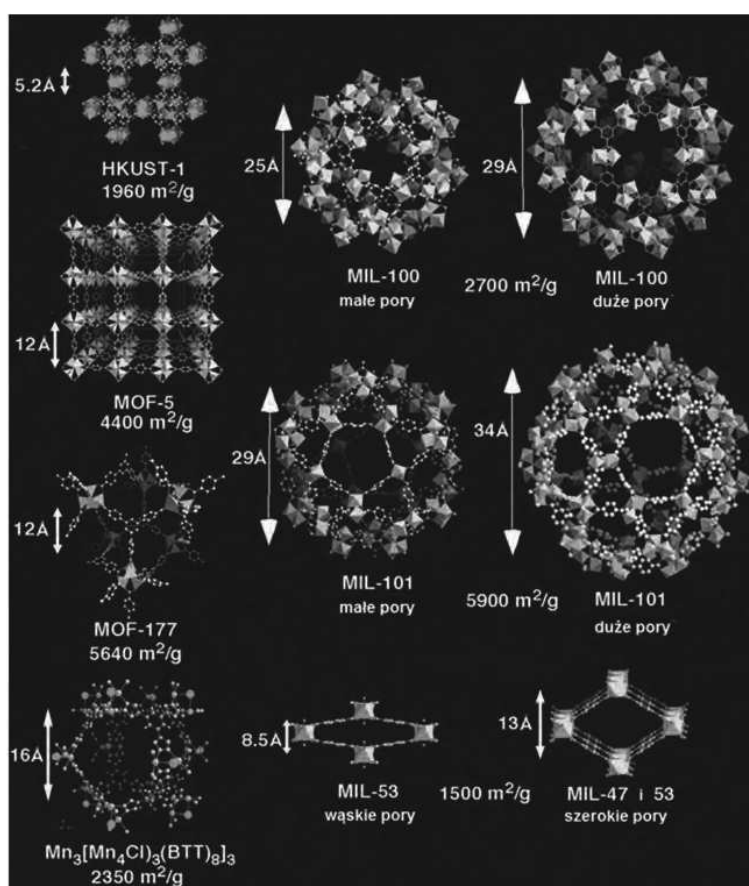 5.2Å
HKUST-1
1960 m²/g
25Å
MIL-100
małe pory
2700 m²/g
29Å
MIL-100
duże pory
12Å
MOF-5
4400 m²/g
29Å
MIL-101
małe pory
5900 m²/g
34Å
MIL-101
duże pory
12Å
MOF-177
5640 m²/g
16Å
Mn₃[Mn₄Cl)₃(BTT)₈]₃
2350 m²/g
8.5Å
MIL-53
wąskie pory
1500 m²/g
13Å
MIL-47 i 53
szerokie pory